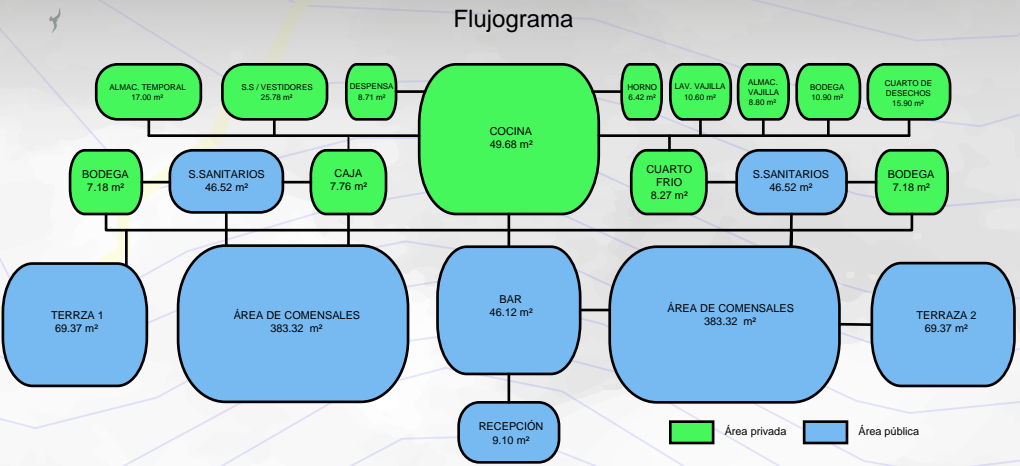 Flujograma
ALMAC. TEMPORAL
17.00 m²
S.S / VESTIDORES
25.78 m²
DESPENSA
8.71 m²
COCINA
49.68 m²
HORNO
6.42 m²
LAV. VAJILLA
10.60 m²
ALMAC.
VAJILLA
8.80 m²
BODEGA
10.90 m²
CUARTO DE
DESECHOS
15.90 m²
BODEGA
7.18 m²
S.SANITARIOS
46.52 m²
CAJA
7.76 m²
CUARTO
FRIO
8.27 m²
S.SANITARIOS
46.52 m²
BODEGA
7.18 m²
TERRZA 1
69.37 m²
ÁREA DE COMENSALES
383.32 m²
BAR
46.12 m²
ÁREA DE COMENSALES
383.32 m²
TERRAZA 2
69.37 m²
RECEPCIÓN
9.10 m²
Área privada
Área pública